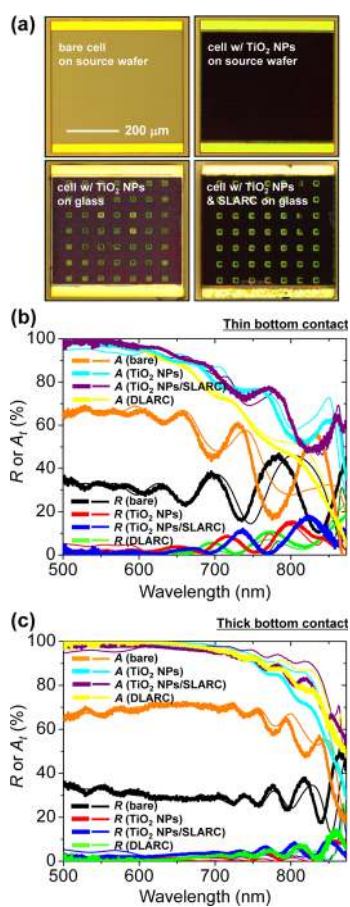 (a)
bare cell
on source wafer
200 μm
cell w/ TiO2 NPs
on source wafer
cell w/ TiO2 NPs
on glass
cell w/ TiO2 NPs
& SLARC on glass
(b)
Thin bottom contact
R or At (%)
100
80
60
40
20
0
A (bare)
A (TiO2 NPs)
A (TiO2 NPs/SLARC)
A (DLARC)
R (bare)
R (TiO2 NPs)
R (TiO2 NPs/SLARC)
R (DLARC)
500 600 700 800
Wavelength (nm)
(c)
Thick bottom contact
R or At (%)
100
80
60
40
20
0
A (bare)
A (TiO2 NPs)
A (TiO2 NPs/SLARC)
A (DLARC)
R (bare)
R (TiO2 NPs)
R (TiO2 NPs/SLARC)
R (DLARC)
500 600 700 800
Wavelength (nm)